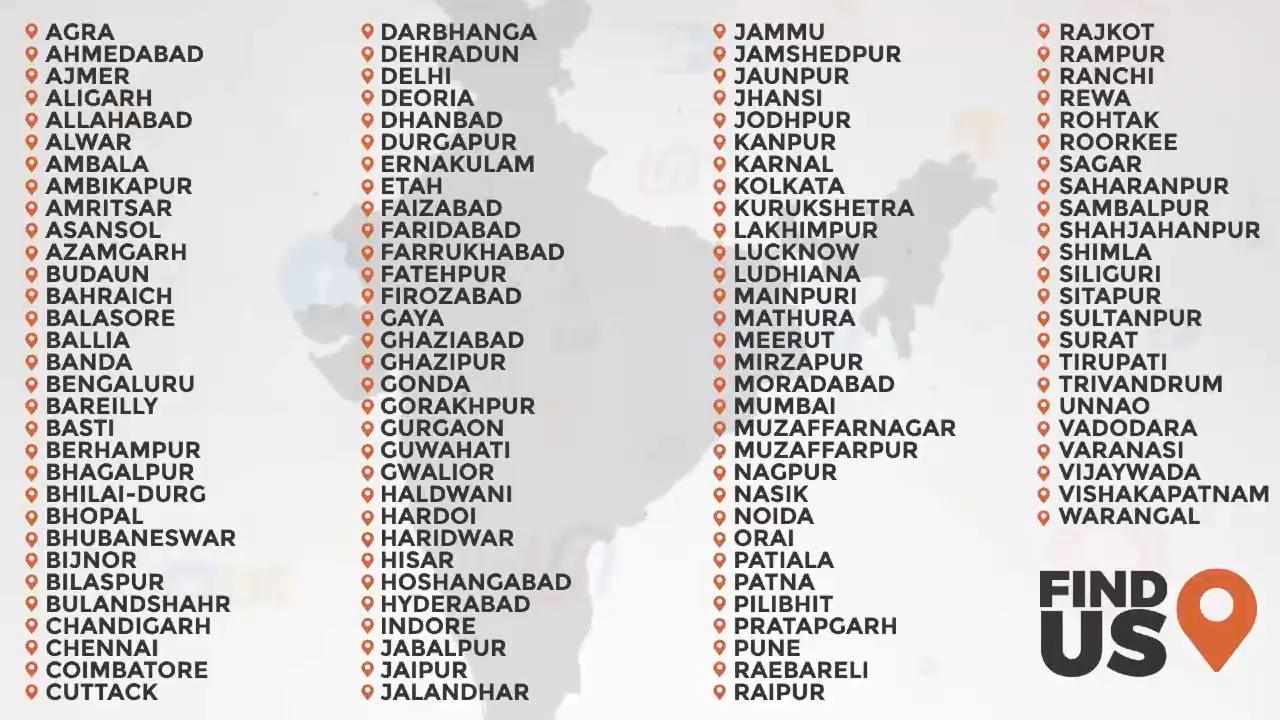 AGRA
AHMEDABAD
AJMER
ALIGARH
ALLAHABAD
ALWAR
AMBALA
AMBIKAPUR
AMRITSAR
ASANSOL
AZAMGARH
BUDAUN
BAHRAICH
BALASORE
BALLIA
BANDA
BENGALURU
BAREILLY
BASTI
BERHAMPUR
BHAGALPUR
BHILAI-DURG
BHOPAL
BHUBANESWAR
BIJNOR
BILASPUR
BULANDSHAHR
CHANDIGARH
CHENNAI
COIMBATORE
CUTTACK
DARBHANGA
DEHRADUN
DELHI
DEORIA
DHANBAD
DURGAPUR
ERNAKULAM
ETAH
FAIZABAD
FARIDABAD
FARRUKHABAD
FATEHPUR
FIROZABAD
GAYA
GHAZIABAD
GHAZIPUR
GONDA
GORAKHPUR
GURGAON
GUWAHATI
GWALIOR
HALDWANI
HARDOI
HARIDWAR
HISAR
HOSHANGABAD
HYDERABAD
INDORE
JABALPUR
JAIPUR
JALANDHAR
JAMMU
JAMSHEDPUR
JAUNPUR
JHANSI
JODHPUR
KANPUR
KARNAL
KOLKATA
KURUKSHETRA
LAKHIMPUR
LUCKNOW
LUDHIANA
MAINPURI
MATHURA
MEERUT
MIRZAPUR
MORADABAD
MUMBAI
MUZAFFARNAGAR
MUZAFFARPUR
NAGPUR
NASIK
NOIDA
ORAI
PATIALA
PATNA
PILIBHIT
PRATAPGARH
PUNE
RAEBARELI
RAIPUR
RAJKOT
RAMPUR
RANCHI
REWA
ROHTAK
ROORKEE
SAGAR
SAHARANPUR
SAMBALPUR
SHAHJAHANPUR
SHIMLA
SILIGURI
SITAPUR
SULTANPUR
SURAT
TIRUPATI
TRIVANDRUM
UNNAO
VADODARA
VARANASI
VIJAYWADA
VISHAKAPATNAM
WARANGAL
FIND
US